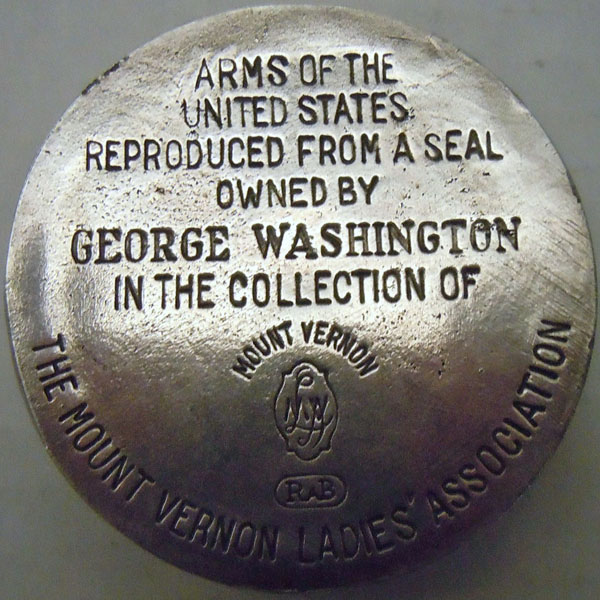 ARMS OF THE
UNITED STATES
REPRODUCED FROM A SEAL
OWNED BY
GEORGE WASHINGTON
IN THE COLLECTION OF
MOUNT VERNON
R&B
THE MOUNT VERNON LADIES' ASSOCIATION